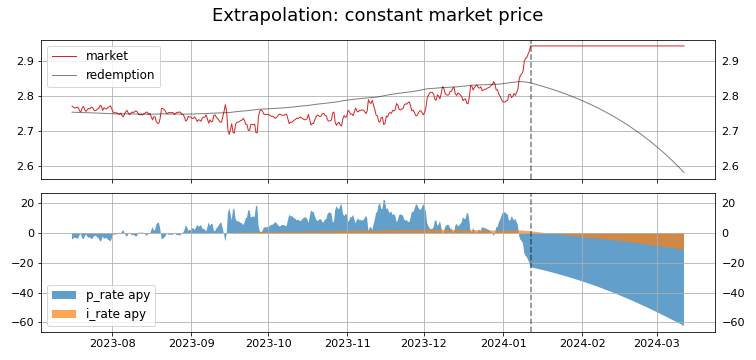 Extrapolation: constant market price
market
redemption
2.9 2.9
2.8 2.8
2.7 2.7
2.6 2.6
20 20
0 0
−20 −20
−40 −40
−60 −60
p_rate apy
i_rate apy
2023-08 2023-09 2023-10 2023-11 2023-12 2024-01 2024-02 2024-03